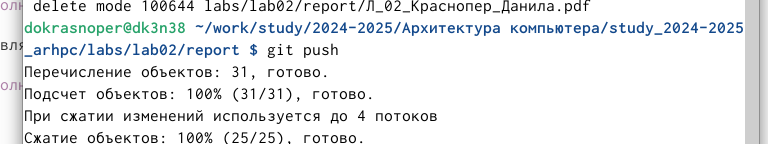 delete mode 100644 labs/lab02/report/Л_02_Краснопер_Данила.pdf
dokrasnoper@dk3n38 ~/work/study/2024-2025/Архитектура компьютера/study_2024-2025
_arhpc/labs/lab02/report $ git push
Перечисление объектов: 31, готово.
Подсчет объектов: 100% (31/31), готово.
При сжатии изменений используется до 4 потоков
Сжатие объектов: 100% (25/25), готово.